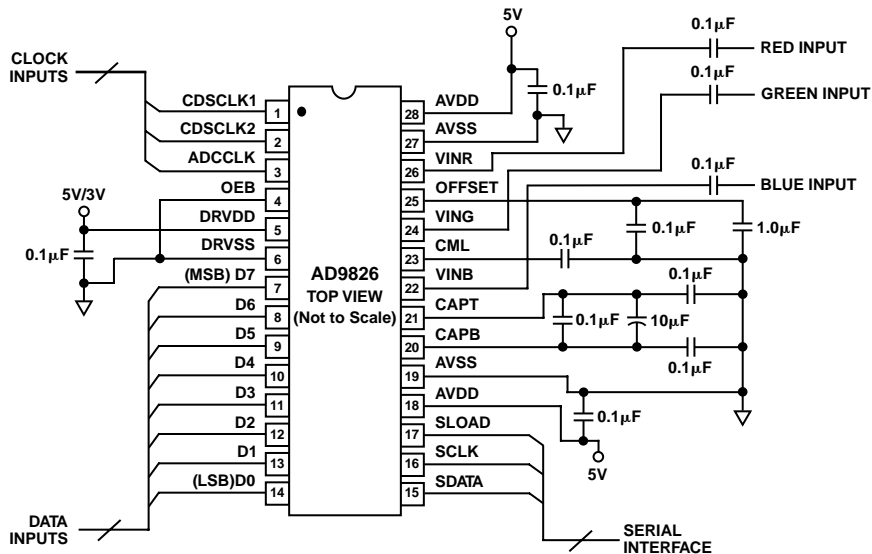 CLOCK
INPUTS
CDSCLK1
1
CDSCLK2
2
ADCCLK
3
OEB
4
5V/3V
DRVDD
5
0.1μF
DRVSS
6
(MSB) D7
7
D6
8
D5
9
D4
10
D3
11
D2
12
D1
13
(LSB)D0
14
DATA
INPUTS
AD9826
TOP VIEW
(Not to Scale)
5V
0.1μF
AVDD
28
AVSS
27
VINR
26
OFFSET
25
VING
24
CML
23
VINB
22
CAPT
21
CAPB
20
AVSS
19
AVDD
18
SLOAD
17
SCLK
16
SDATA
15
0.1μF
RED INPUT
0.1μF
GREEN INPUT
0.1μF
BLUE INPUT
0.1μF
1.0μF
0.1μF
0.1μF
0.1μF
10μF
0.1μF
0.1μF
5V
SERIAL
INTERFACE